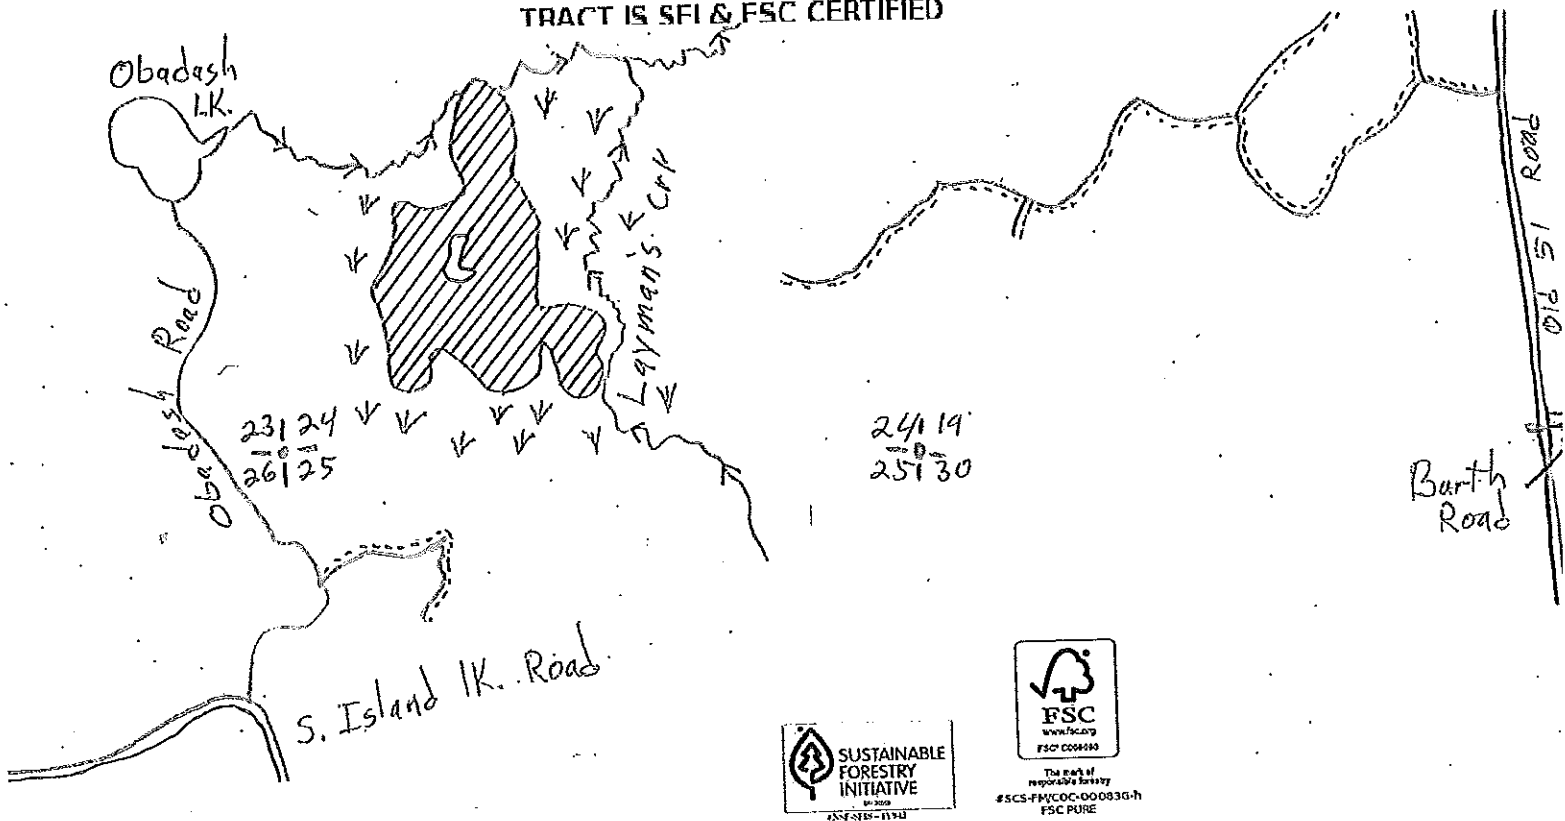 TRACT IS SFI & FSC CERTIFIED
Obadash
LK.
Layman's Crk
Obadash Road
23 24
26 25
24 19
25 30
Old 51 Road
Barth
Road
S. Island lK. Road
SUSTAINABLE
FORESTRY
INITIATIVE
FSC
www.fsc.org
The mark of
responsible forestry
FSC PURE